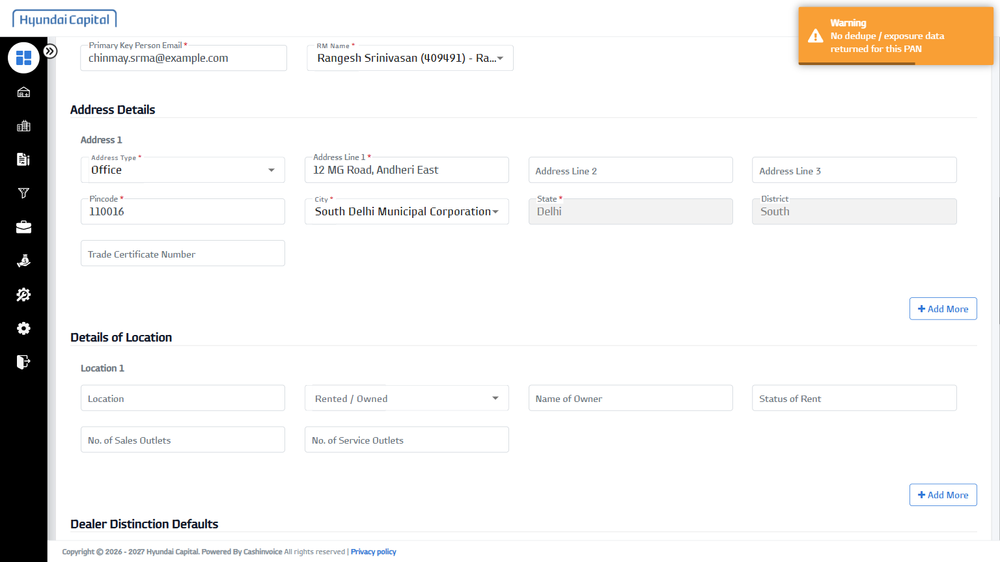 Hyundai Capital
Warning
No dedupe / exposure data
returned for this PAN
Primary Key Person Email *
chinmay.srma@example.com
RM Name *
Rangesh Srinivasan (409491) - Ra...
Address Details
Address 1
Address Type *
Office
Address Line 1 *
12 MG Road, Andheri East
Address Line 2
Address Line 3
Pincode *
110016
City *
South Delhi Municipal Corporation
State *
Delhi
District
South
Trade Certificate Number
+ Add More
Details of Location
Location 1
Location
Rented / Owned
Name of Owner
Status of Rent
No. of Sales Outlets
No. of Service Outlets
+ Add More
Dealer Distinction Defaults
Copyright © 2026 - 2027 Hyundai Capital. Powered By Cashinvoice All rights reserved | Privacy policy